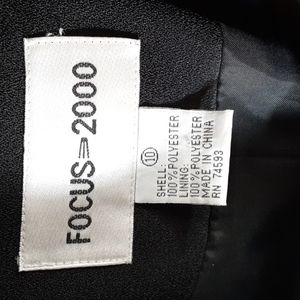 FOCUS 2000
10
SHELL:
100% POLYESTER
LINING:
100% POLYESTER
MADE IN CHINA
RN 74593